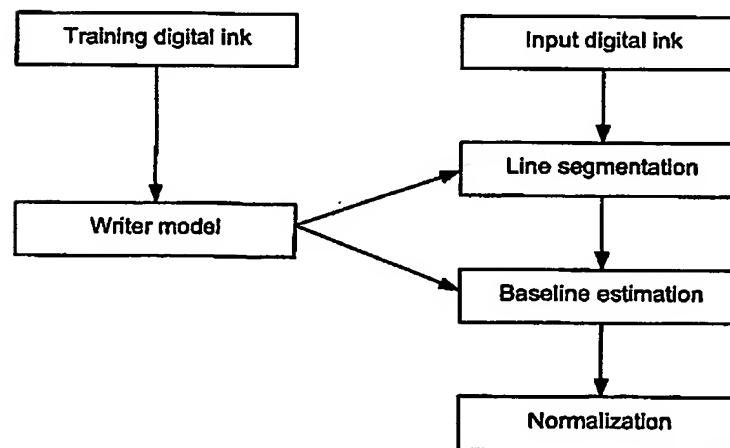 Training digital ink
Input digital ink
Line segmentation
Writer model
Baseline estimation
Normalization